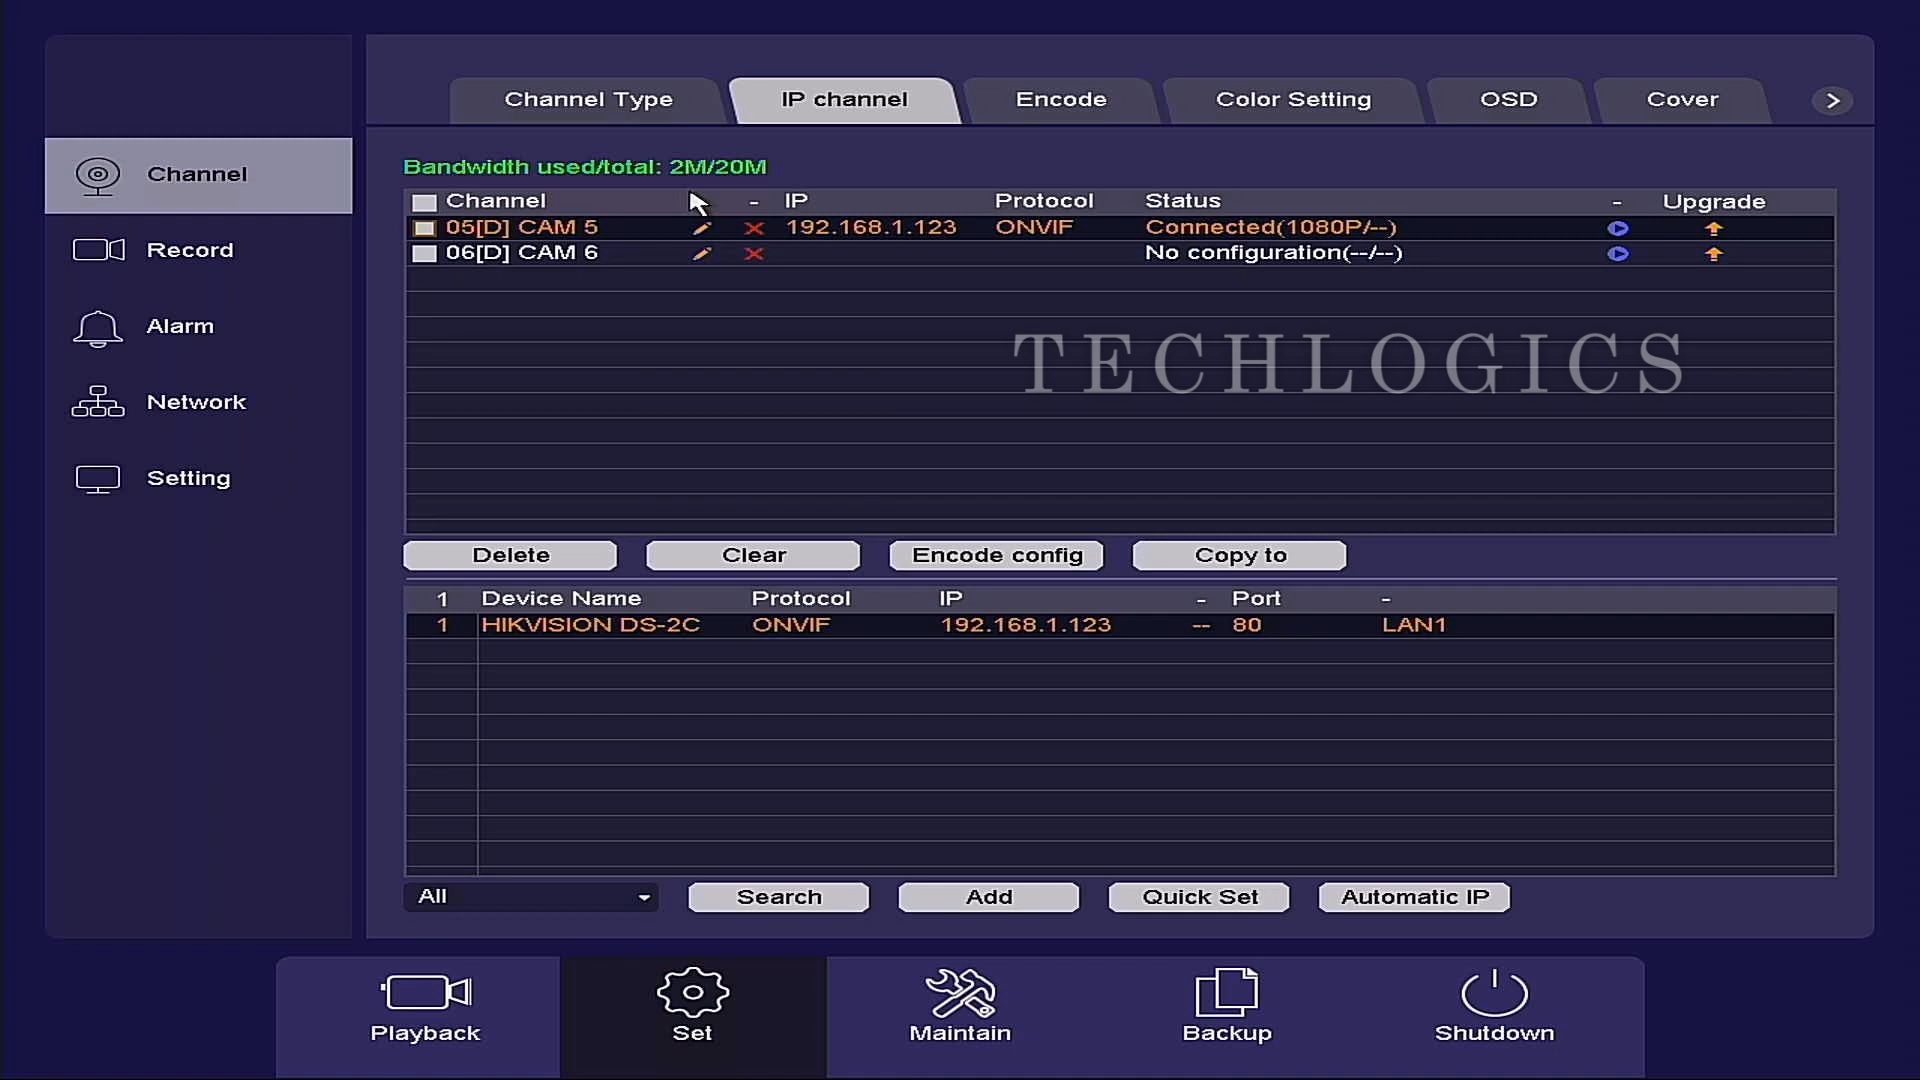 Channel Type IP channel Encode Color Setting OSD Cover >
Channel
Record
Alarm
Network
Setting
Bandwidth used/total: 2M/20M
Channel - IP Protocol Status - Upgrade
05[D] CAM 5 192.168.1.123 ONVIF Connected(1080P/--)
06[D] CAM 6 No configuration(--/--)
TECHLOGICS
Delete Clear Encode config Copy to
1 Device Name Protocol IP - Port -
1 HIKVISION DS-2C ONVIF 192.168.1.123 -- 80 LAN1
All Search Add Quick Set Automatic IP
Playback Set Maintain Backup Shutdown